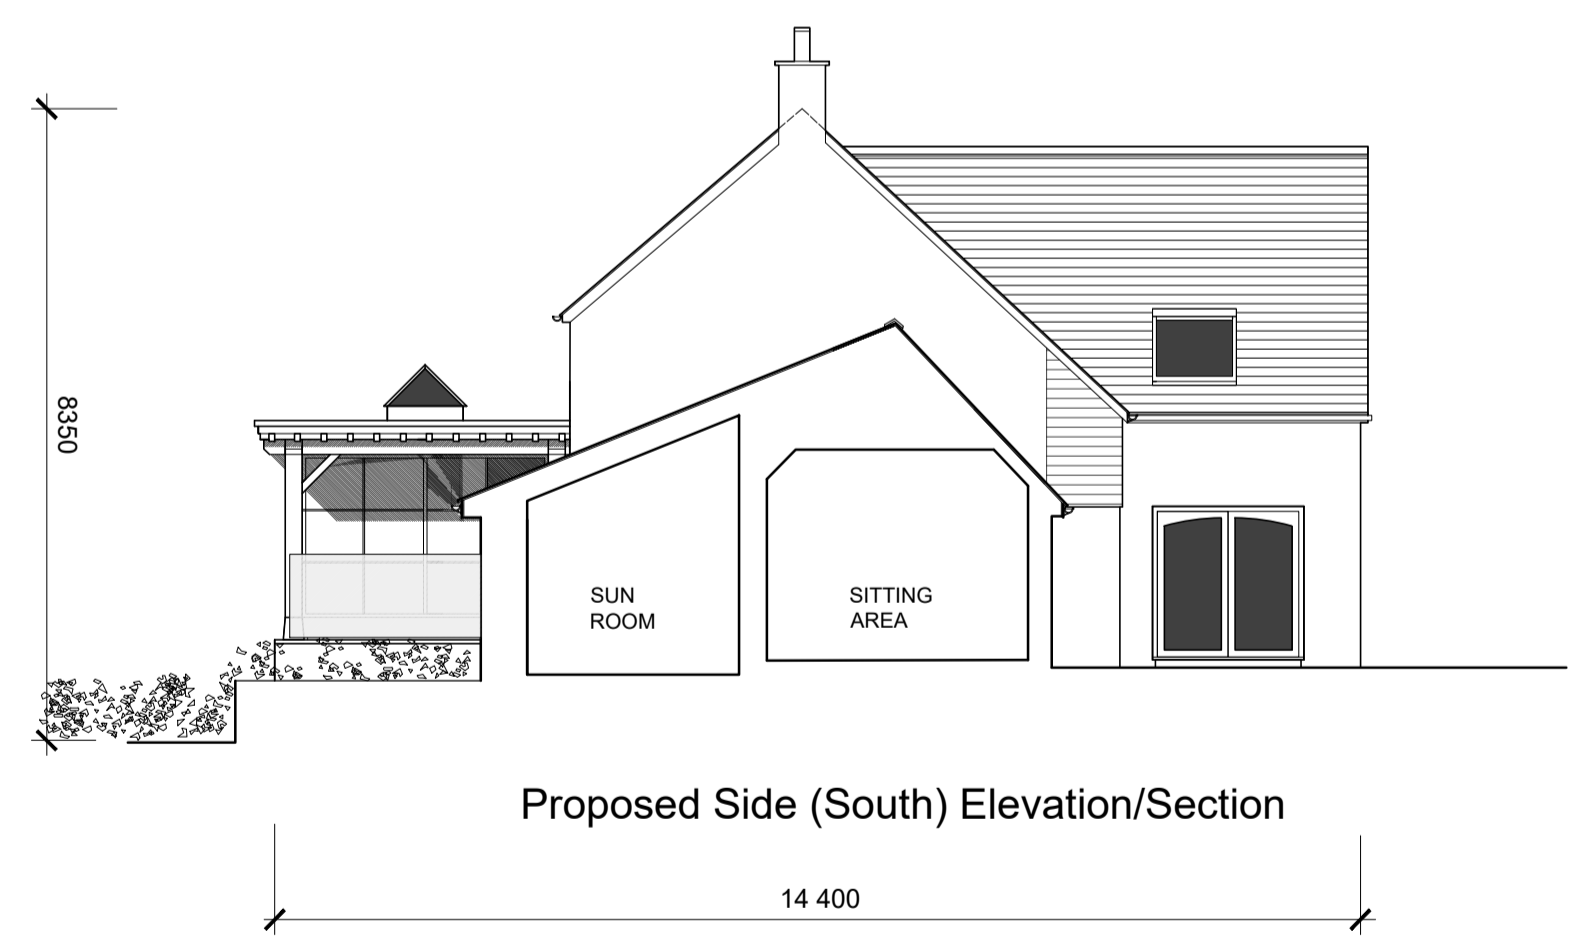 8350
SUN
ROOM
SITTING
AREA
Proposed Side (South) Elevation/Section
14 400